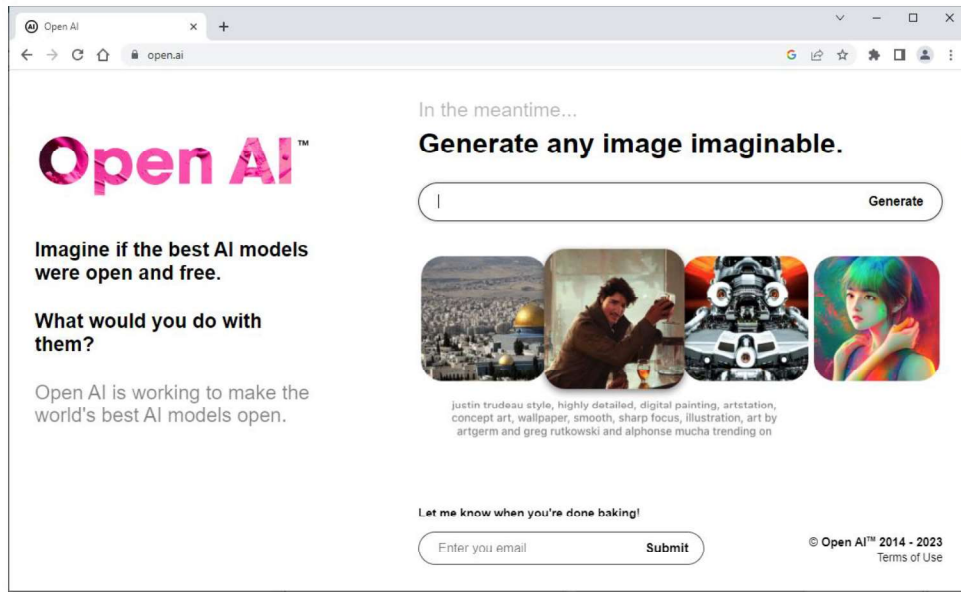 Open AI
open.ai
Open AI™
Imagine if the best AI models
were open and free.
What would you do with
them?
Open AI is working to make the
world's best AI models open.
In the meantime...
Generate any image imaginable.
Generate
justin trudeau style, highly detailed, digital painting, artstation,
concept art, wallpaper, smooth, sharp focus, illustration, art by
artgerm and greg rutkowski and alphonse mucha trending on
Let me know when you're done baking!
Enter you email
Submit
© Open AI™ 2014 - 2023
Terms of Use